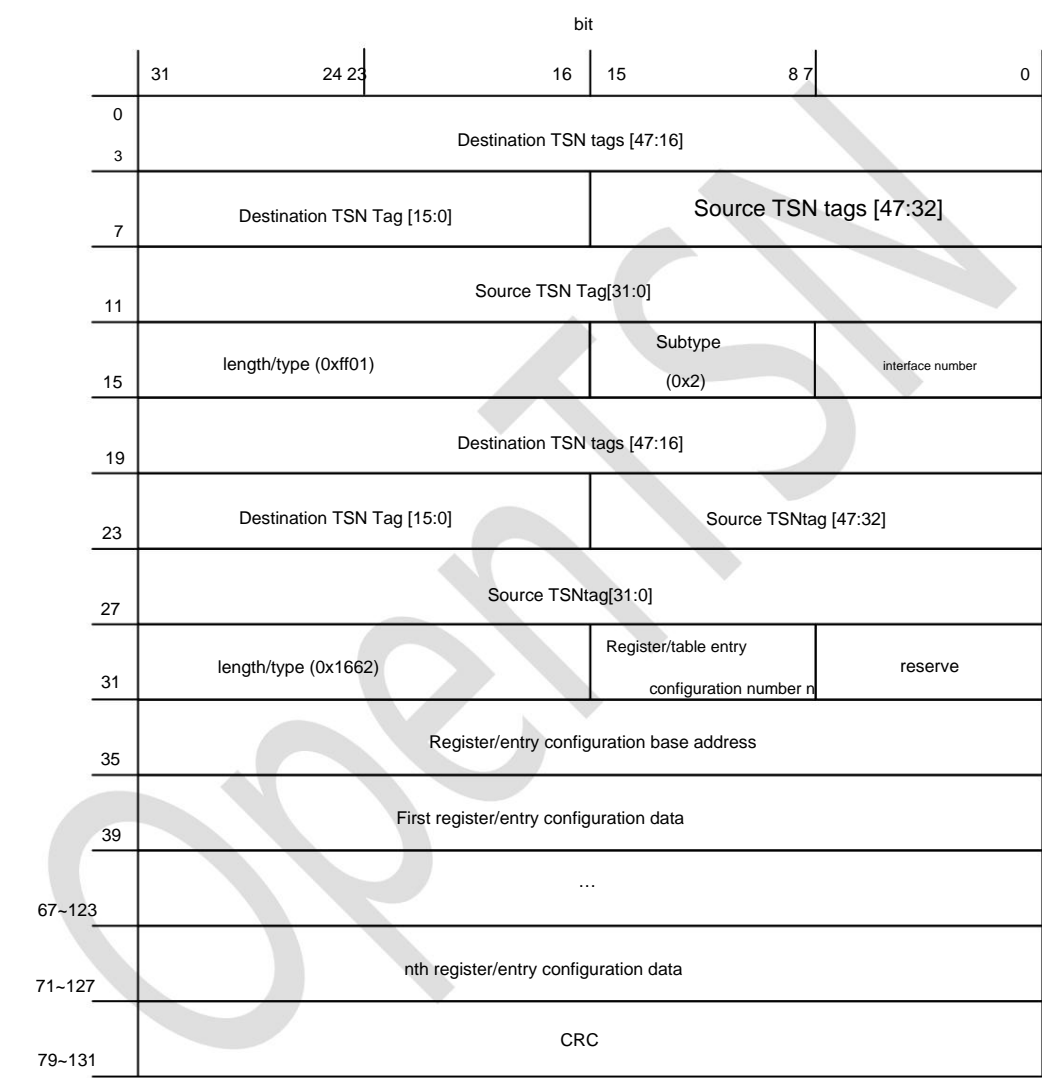 bit
31 24 23 16 15 8 7 0
0
Destination TSN tags [47:16]
3
Destination TSN Tag [15:0] Source TSN tags [47:32]
7
Source TSN Tag[31:0]
11
length/type (0xff01) Subtype
(0x2) interface number
15
Destination TSN tags [47:16]
19
Destination TSN Tag [15:0] Source TSNtag [47:32]
23
Source TSNtag[31:0]
27
length/type (0x1662) Register/table entry
configuration number n reserve
31
Register/entry configuration base address
35
First register/entry configuration data
39
…
67~123
nth register/entry configuration data
71~127
CRC
79~131
OpenTSN